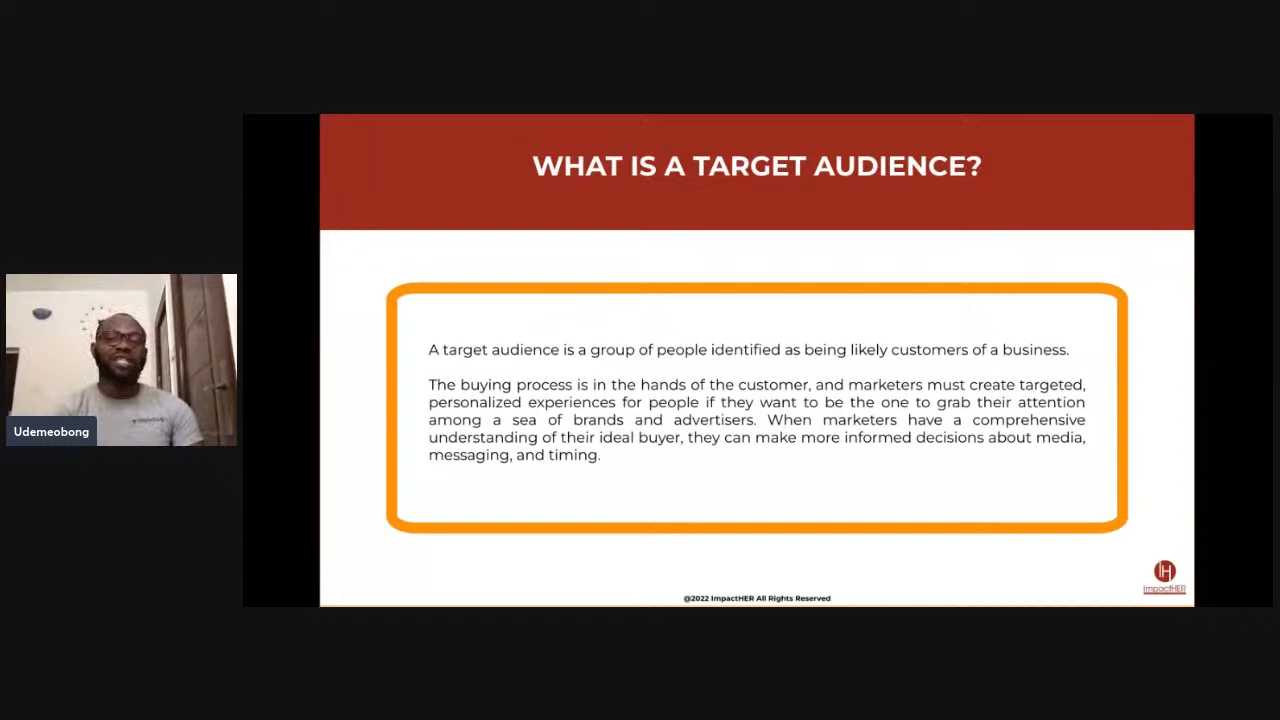 WHAT IS A TARGET AUDIENCE?
A target audience is a group of people identified as being likely customers of a business.
The buying process is in the hands of the customer, and marketers must create targeted,
personalized experiences for people if they want to be the one to grab their attention
among a sea of brands and advertisers. When marketers have a comprehensive
understanding of their ideal buyer, they can make more informed decisions about media,
messaging, and timing.
Udemeobong
IH
ImpactHER
@2022 ImpactHER All Rights Reserved